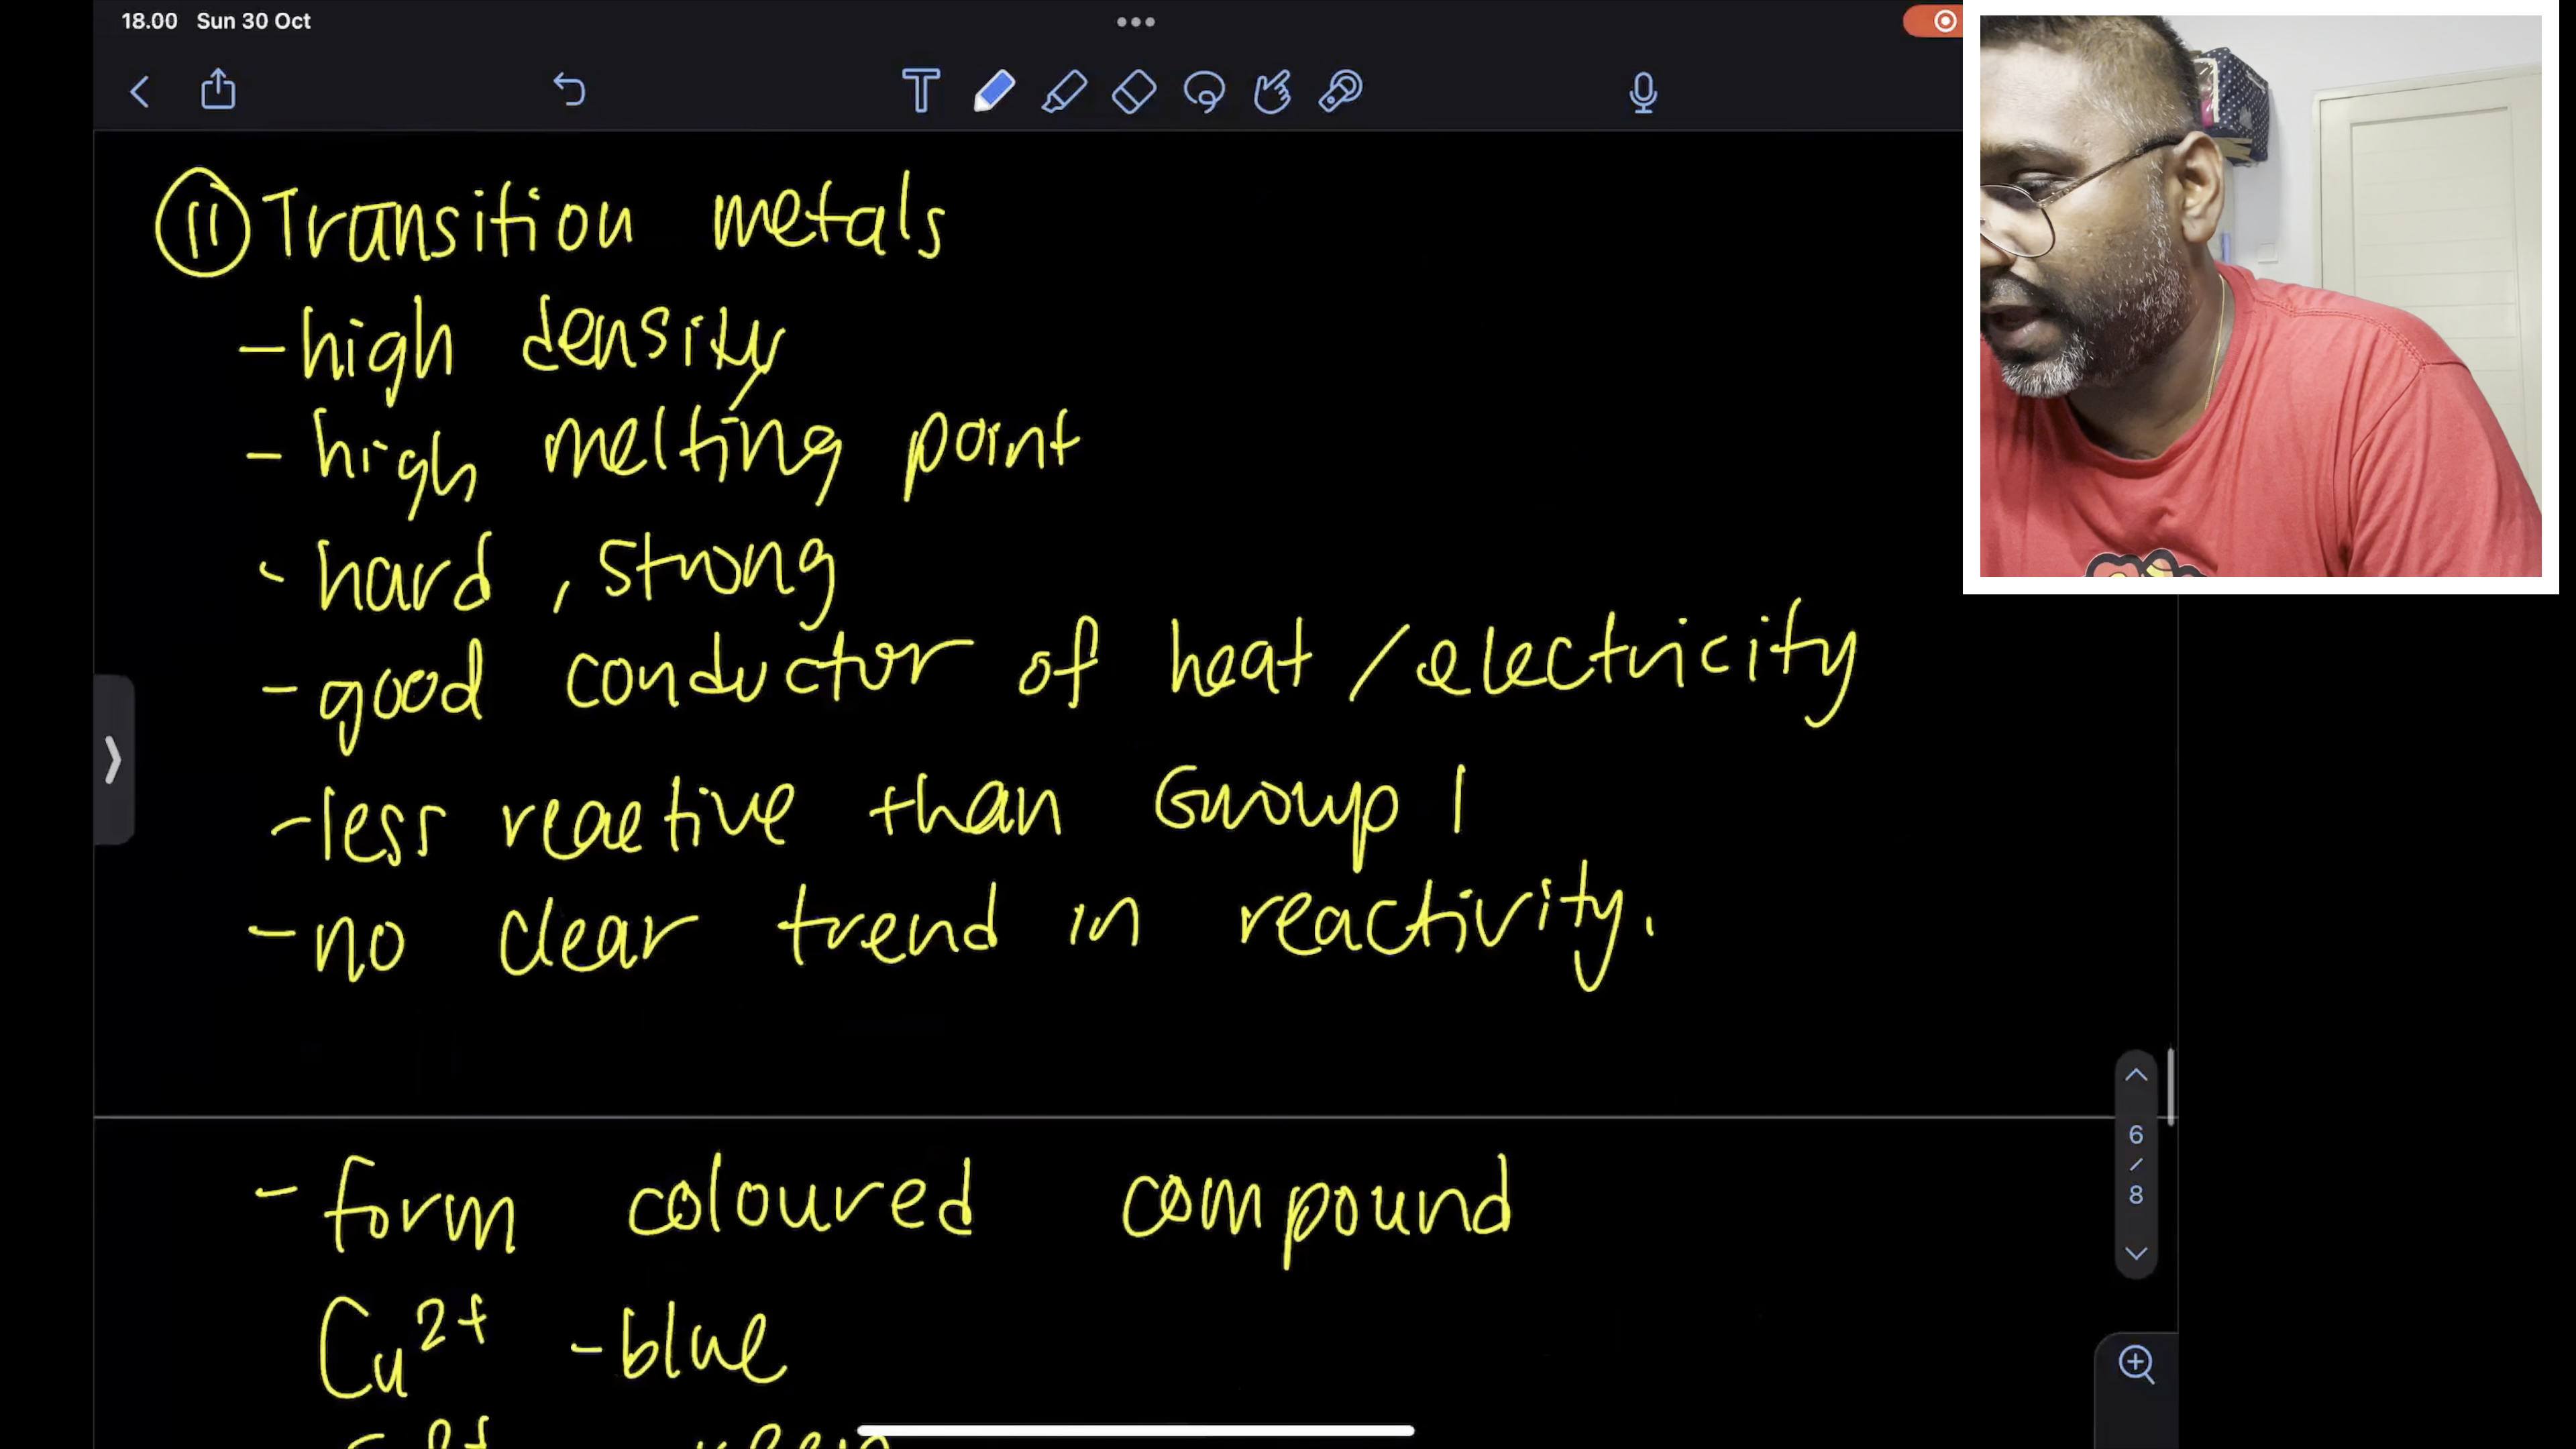 18.00 Sun 30 Oct
11 Transition metals
- high density
- high melting point
- hard, strong
- good conductor of heat / electricity
- less reactive than Group 1
- no clear trend in reactivity.
6
/
8
- form coloured compound
Cu²⁺ - blue